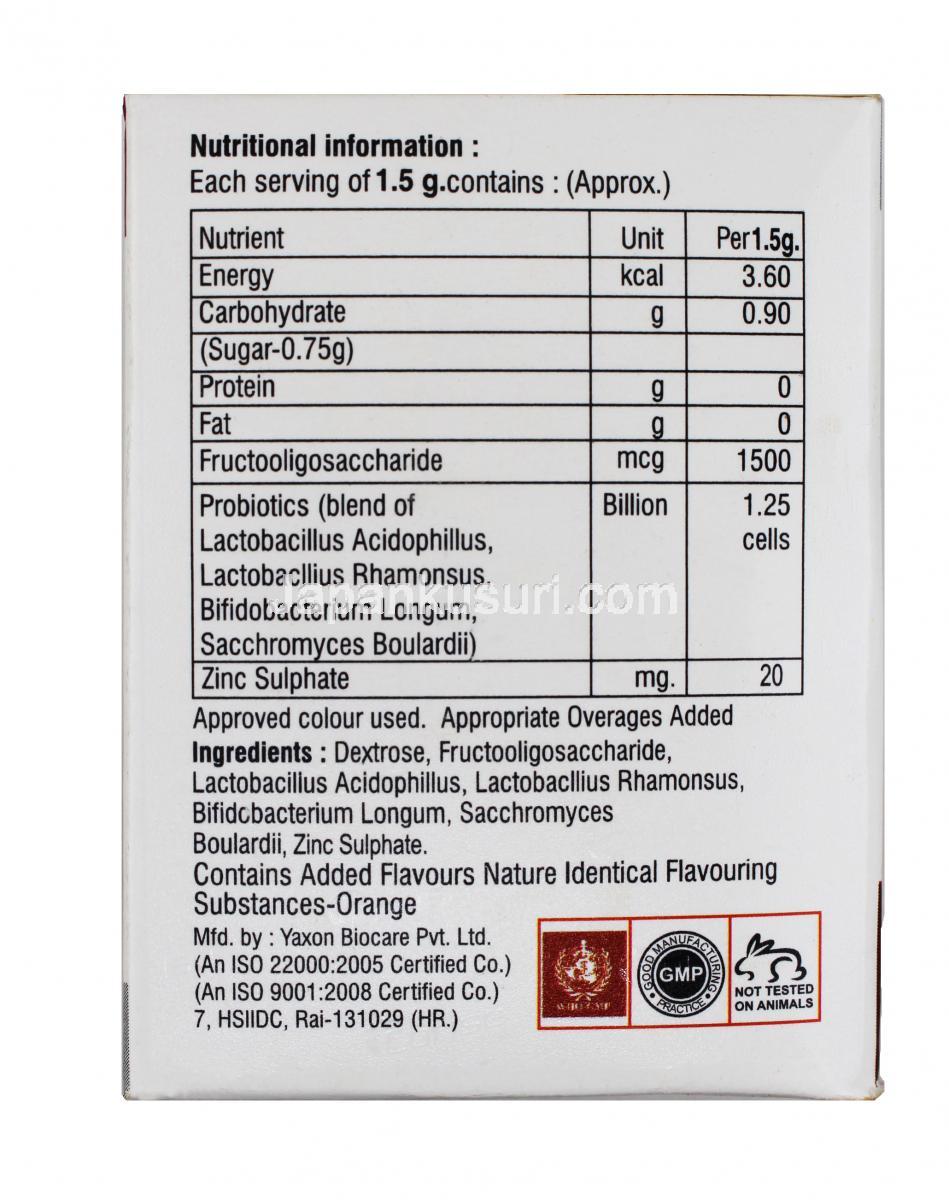 Nutritional information :
Each serving of 1.5 g.contains : (Approx.)
Nutrient Unit Per1.5g.
Energy kcal 3.60
Carbohydrate g 0.90
(Sugar-0.75g)
Protein g 0
Fat g 0
Fructooligosaccharide mcg 1500
Probiotics (blend of Billion 1.25
Lactobacillus Acidophillus, cells
Lactobacllius Rhamonsus.
Japankusuri.com
Bifidobacterium Longum,
Sacchromyces Boulardii)
Zinc Sulphate mg. 20
Approved colour used. Appropriate Overages Added
Ingredients : Dextrose, Fructooligosaccharide,
Lactobacillus Acidophillus, Lactobacllius Rhamonsus,
Bifidobacterium Longum, Sacchromyces
Boulardii, Zinc Sulphate.
Contains Added Flavours Nature Identical Flavouring
Substances-Orange
Mfd. by : Yaxon Biocare Pvt. Ltd.
(An ISO 22000:2005 Certified Co.)
(An ISO 9001:2008 Certified Co.)
7, HSIIDC, Rai-131029 (HR.)
GOOD MANUFACTURING
GMP
PRACTICE
NOT TESTED
ON ANIMALS